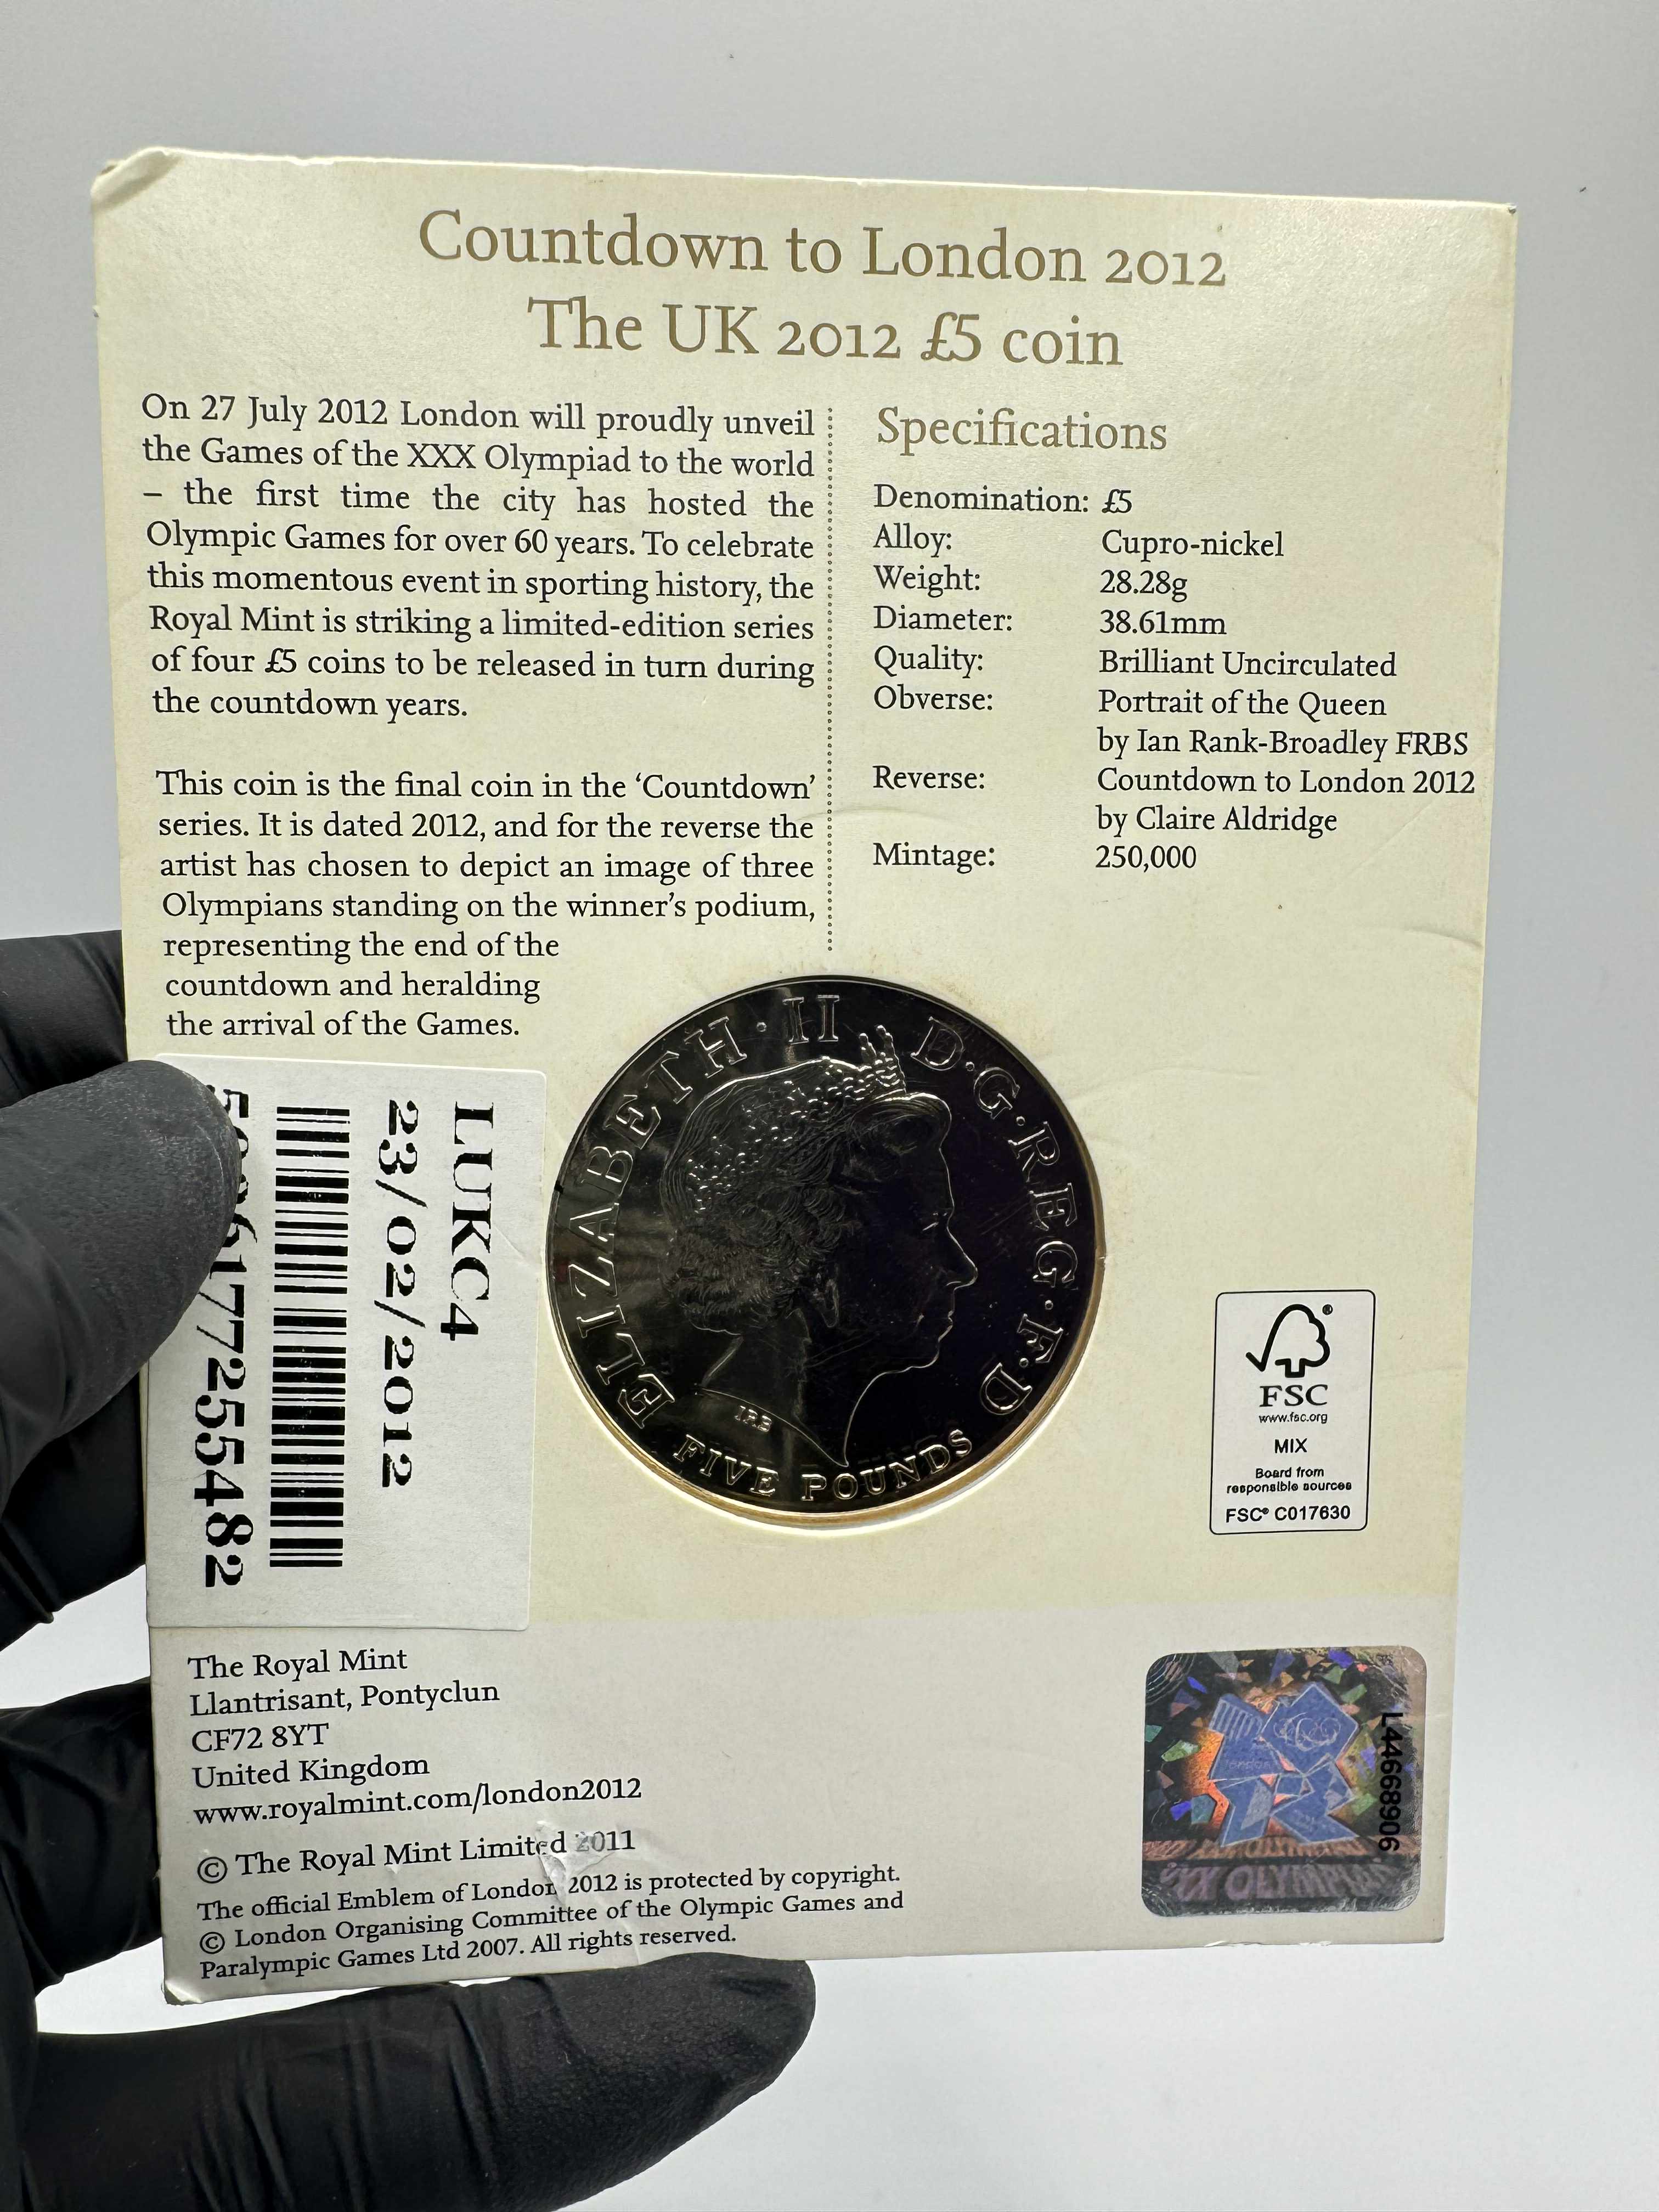 Countdown to London 2012
The UK 2012 £5 coin
On 27 July 2012 London will proudly unveil
the Games of the XXX Olympiad to the world
– the first time the city has hosted the
Olympic Games for over 60 years. To celebrate
this momentous event in sporting history, the
Royal Mint is striking a limited-edition series
of four £5 coins to be released in turn during
the countdown years.
This coin is the final coin in the ‘Countdown’
series. It is dated 2012, and for the reverse the
artist has chosen to depict an image of three
Olympians standing on the winner’s podium,
representing the end of the
countdown and heralding
the arrival of the Games.
Specifications
Denomination: £5
Alloy: Cupro-nickel
Weight: 28.28g
Diameter: 38.61mm
Quality: Brilliant Uncirculated
Obverse: Portrait of the Queen
by Ian Rank-Broadley FRBS
Reverse: Countdown to London 2012
by Claire Aldridge
Mintage: 250,000
ELIZABETH·II D·G·REG·F·D
IRB
FIVE POUNDS
LUKC4
23/02/2012
FSC®
www.fsc.org
MIX
Board from
responsible sources
FSC® C017630
The Royal Mint
Llantrisant, Pontyclun
CF72 8YT
United Kingdom
www.royalmint.com/london2012
© The Royal Mint Limited 2011
The official Emblem of London 2012 is protected by copyright.
© London Organising Committee of the Olympic Games and
Paralympic Games Ltd 2007. All rights reserved.
london
XXX OLYMPIAD
L44668906